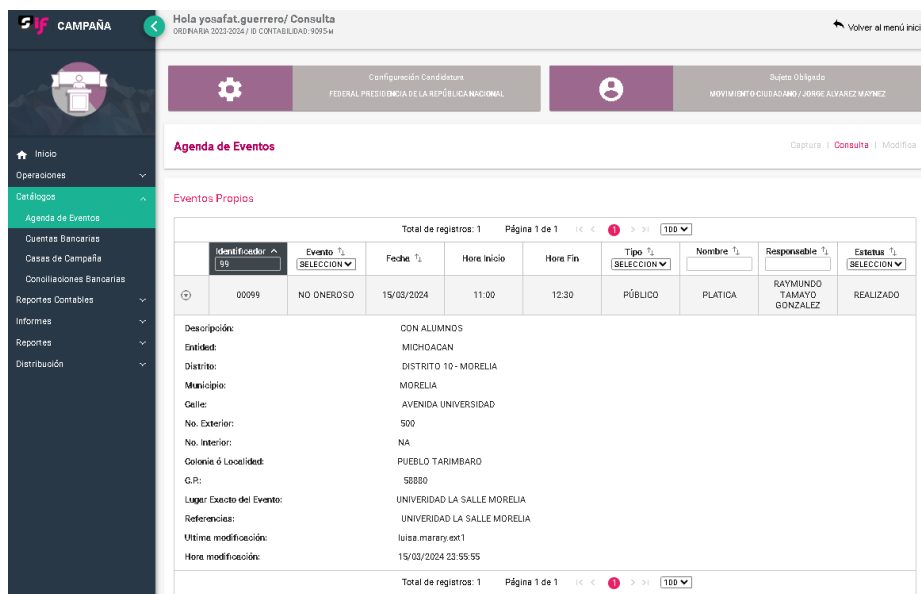 SIF CAMPAÑA
Hola yosafat.guerrero/ Consulta
ORDINARIA 2023-2024 / ID CONTABILIDAD: 9095-M
Volver al menú inici
Configuración Candidatura
FEDERAL PRESIDENCIA DE LA REPÚBLICA NACIONAL
Sujeto Obligado
MOVIMIENTO CIUDADANO / JORGE ALVAREZ MAYNEZ
Inicio
Operaciones
Catálogos
Agenda de Eventos
Cuentas Bancarias
Casas de Campaña
Conciliaciones Bancarias
Reportes Contables
Informes
Reportes
Distribución
Agenda de Eventos
Captura | Consulta | Modifica
Eventos Propios
Total de registros: 1 Página 1 de 1 1 100
Identificador Evento Fecha Hora Inicio Hora Fin Tipo Nombre Responsable Estatus
99 SELECCION SELECCION SELECCION
00099 NO ONEROSO 15/03/2024 11:00 12:30 PÚBLICO PLATICA RAYMUNDO TAMAYO GONZALEZ REALIZADO
Descripción: CON ALUMNOS
Entidad: MICHOACAN
Distrito: DISTRITO 10 - MORELIA
Municipio: MORELIA
Calle: AVENIDA UNIVERSIDAD
No. Exterior: 500
No. Interior: NA
Colonia ó Localidad: PUEBLO TARIMBARO
C.P.: 58880
Lugar Exacto del Evento: UNIVERIDAD LA SALLE MORELIA
Referencias: UNIVERIDAD LA SALLE MORELIA
Ultima modificación: luisa.marary.ext1
Hora modificación: 15/03/2024 23:55:55
Total de registros: 1 Página 1 de 1 1 100